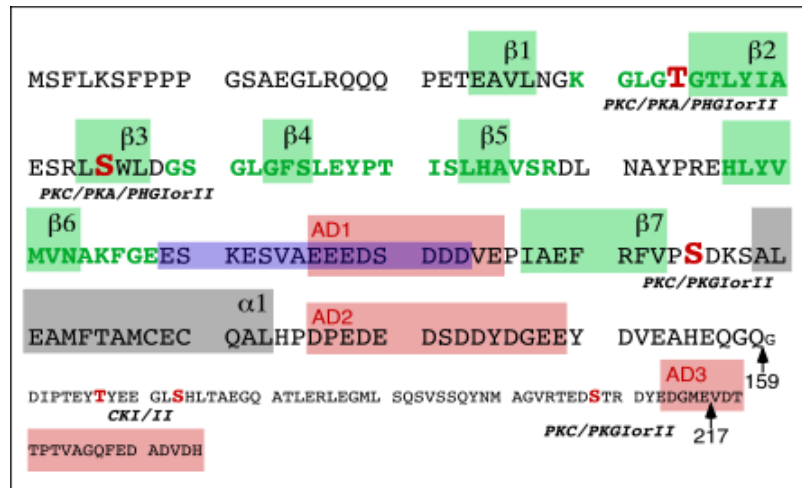 β1 β2
MSFLKSFPPP GSAEGLRQQQ PETEAVLNGK GLGTGTLYIA
PKC/PKA/PHGIorII
β3 β4 β5
ESRLSWLDGS GLGFSLEYPT ISLHAVSRDL NAYPREHLYV
PKC/PKA/PHGIorII
β6 AD1 β7
MVNAKFGEES KESVAEEEDS DDDVEPIAEF RFVPSDKSAL
PKC/PKGIorII
α1 AD2
EAMFTAMCEC QALHPDPEDE DSDDYDGEEY DVEAHEQGQG
159
AD3
DIPTEYTYEE GLSHLTAEGQ ATLERLEGML SQSVSSQYNM AGVRTEDSTR DYEDGMEVDT
CKI/II PKC/PKGIorII 217
TPTVAGQFED ADVDH